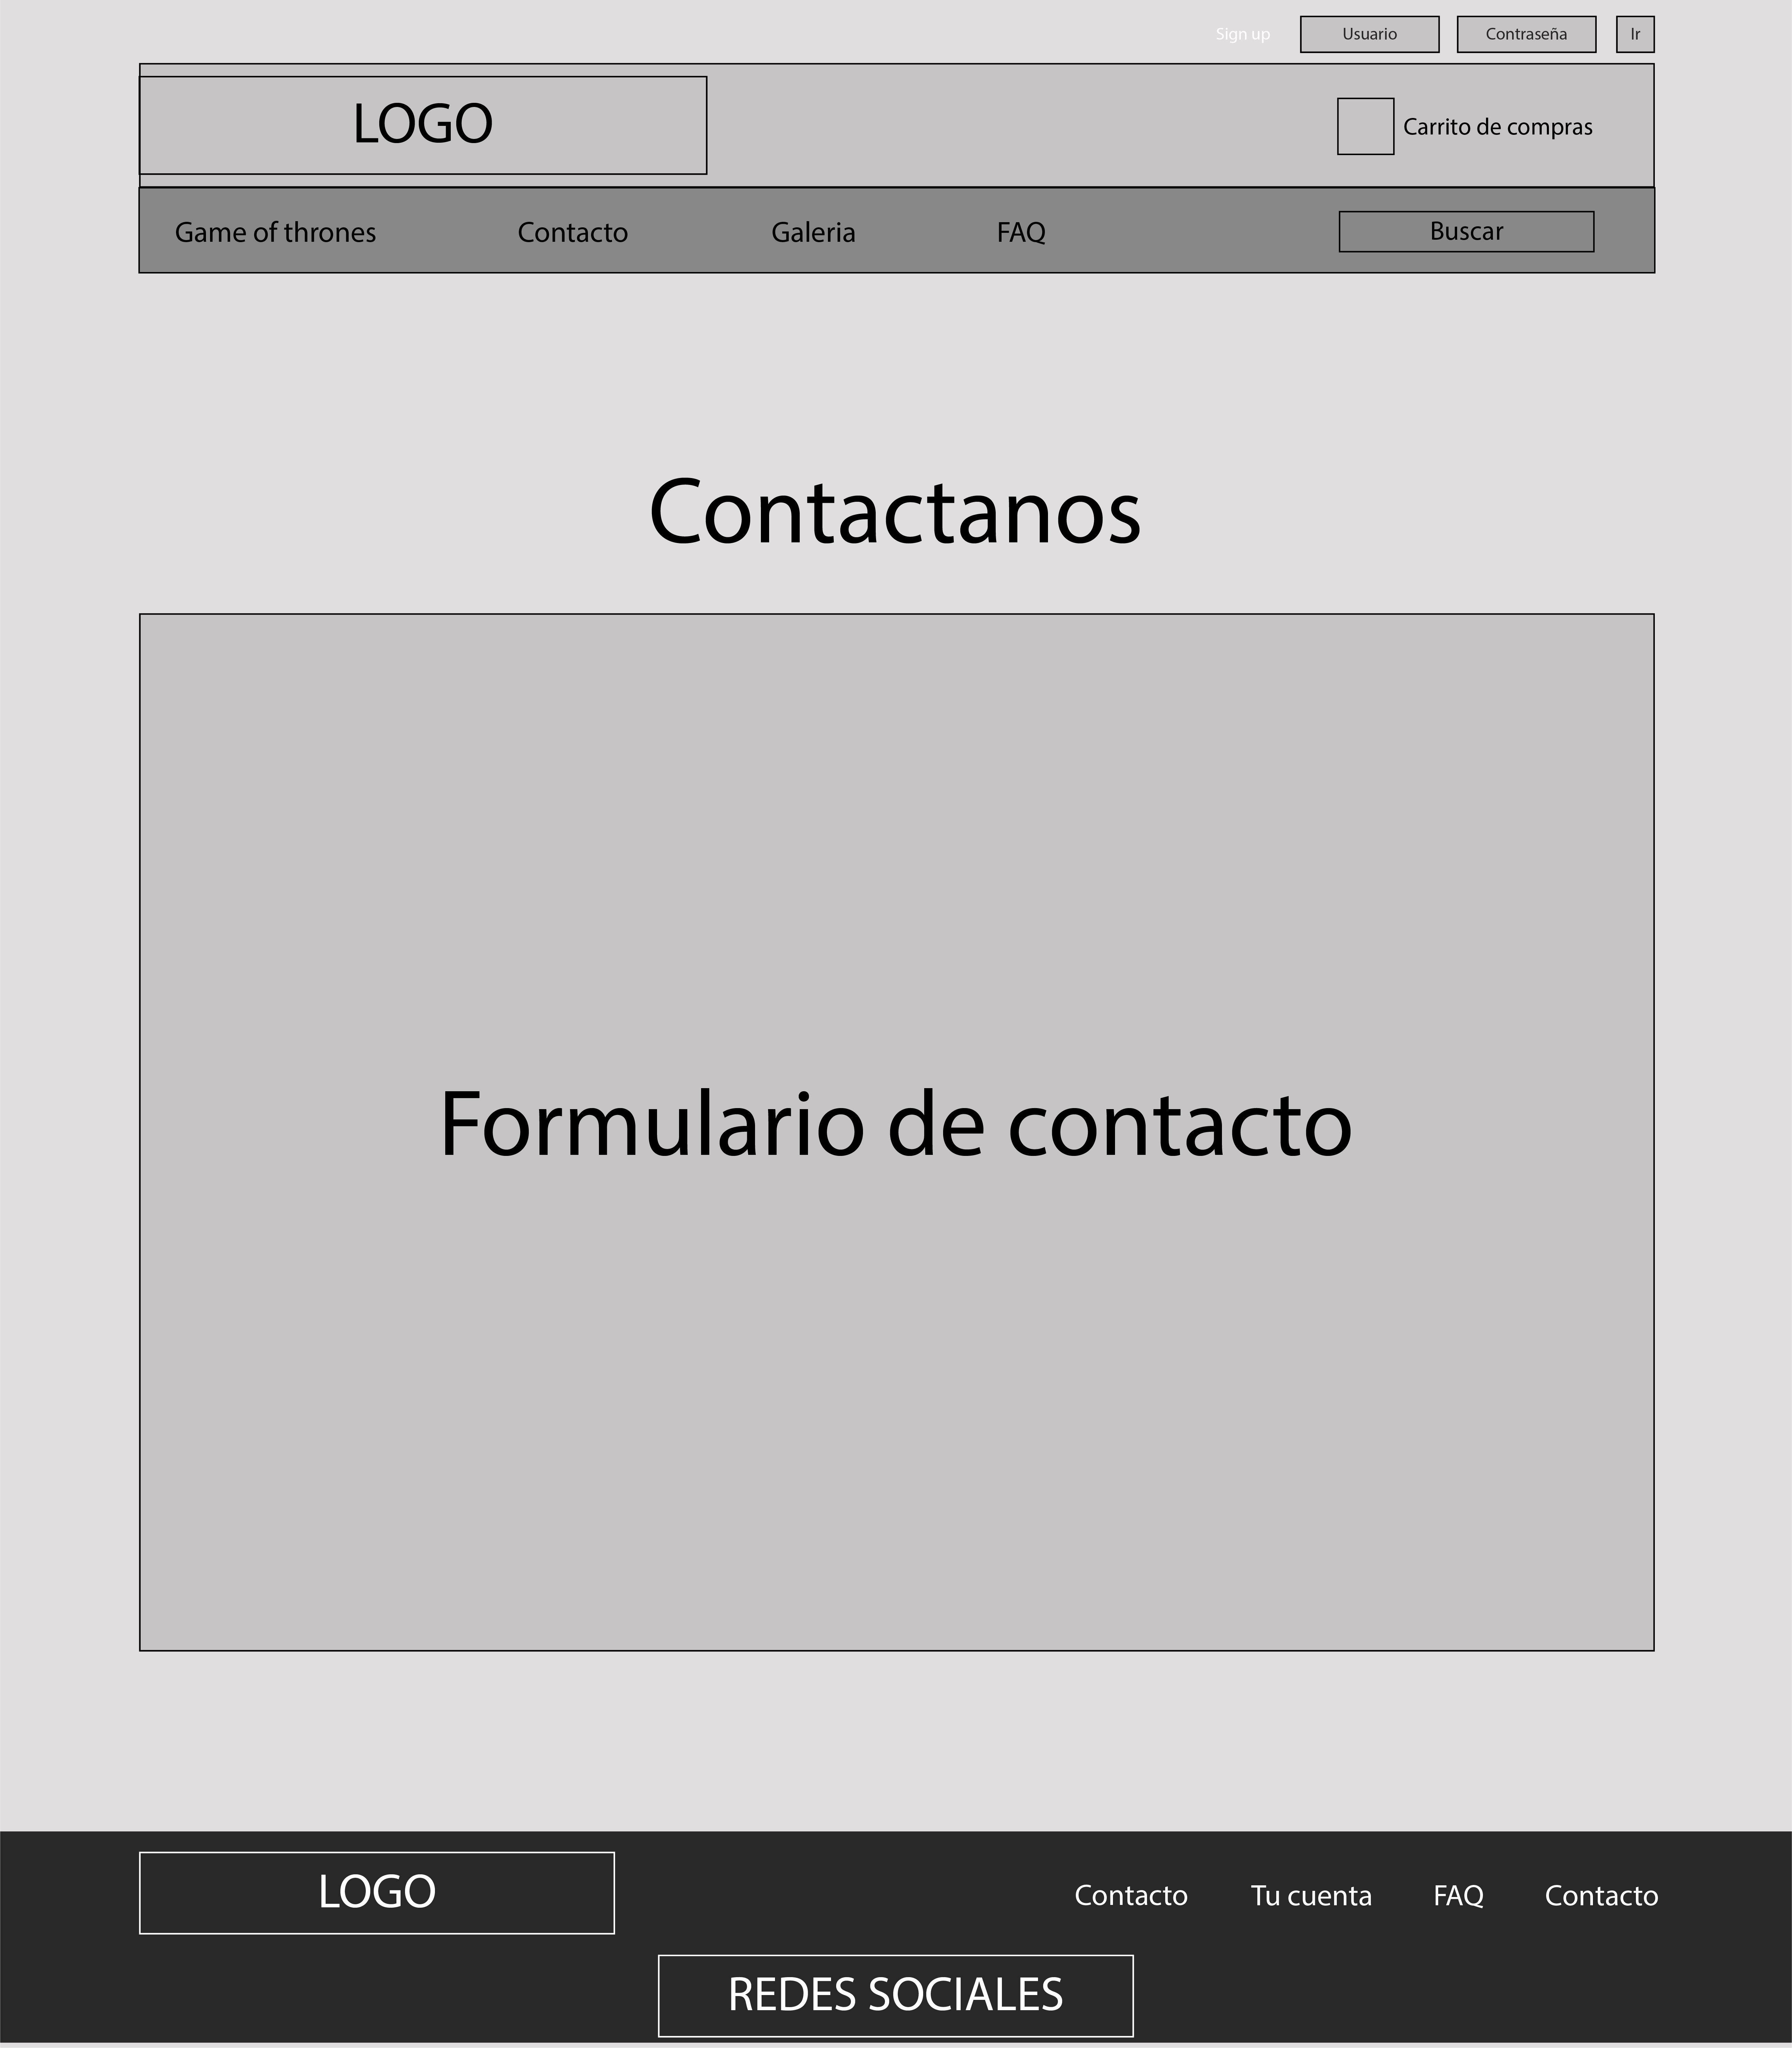 Sign up
Usuario
Contraseña
Ir
LOGO
Carrito de compras
Game of thrones
Contacto
Galeria
FAQ
Buscar
Contactanos
Formulario de contacto
LOGO
Contacto
Tu cuenta
FAQ
Contacto
REDES SOCIALES